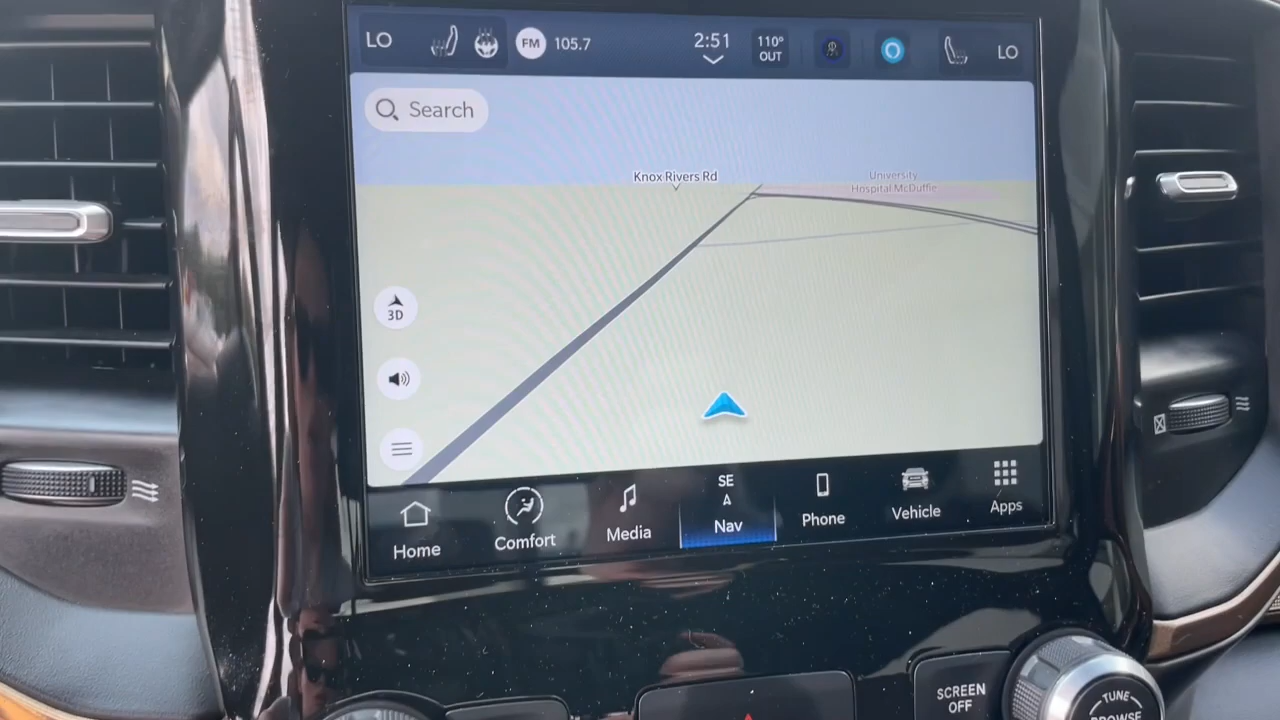 LO
FM
105.7
2:51
110°
OUT
LO
Search
Knox Rivers Rd
University
Hospital McDuffie
3D
Home
Comfort
Media
SE
Nav
Phone
Vehicle
Apps
SCREEN
OFF
TUNE
BROWSE